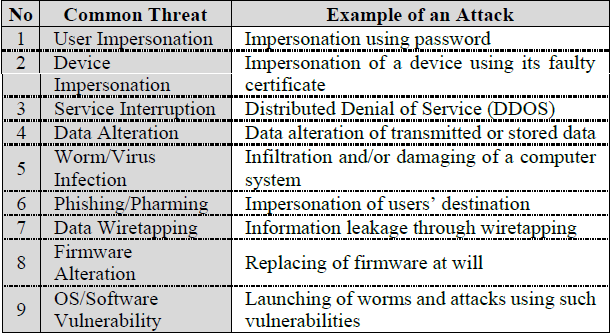 No Common Threat Example of an Attack
1 User Impersonation Impersonation using password
2 Device Impersonation of a device using its faulty
Impersonation certificate
3 Service Interruption Distributed Denial of Service (DDOS)
4 Data Alteration Data alteration of transmitted or stored data
5 Worm/Virus Infiltration and/or damaging of a computer
Infection system
6 Phishing/Pharming Impersonation of users’ destination
7 Data Wiretapping Information leakage through wiretapping
8 Firmware Replacing of firmware at will
Alteration
9 OS/Software Launching of worms and attacks using such
Vulnerability vulnerabilities